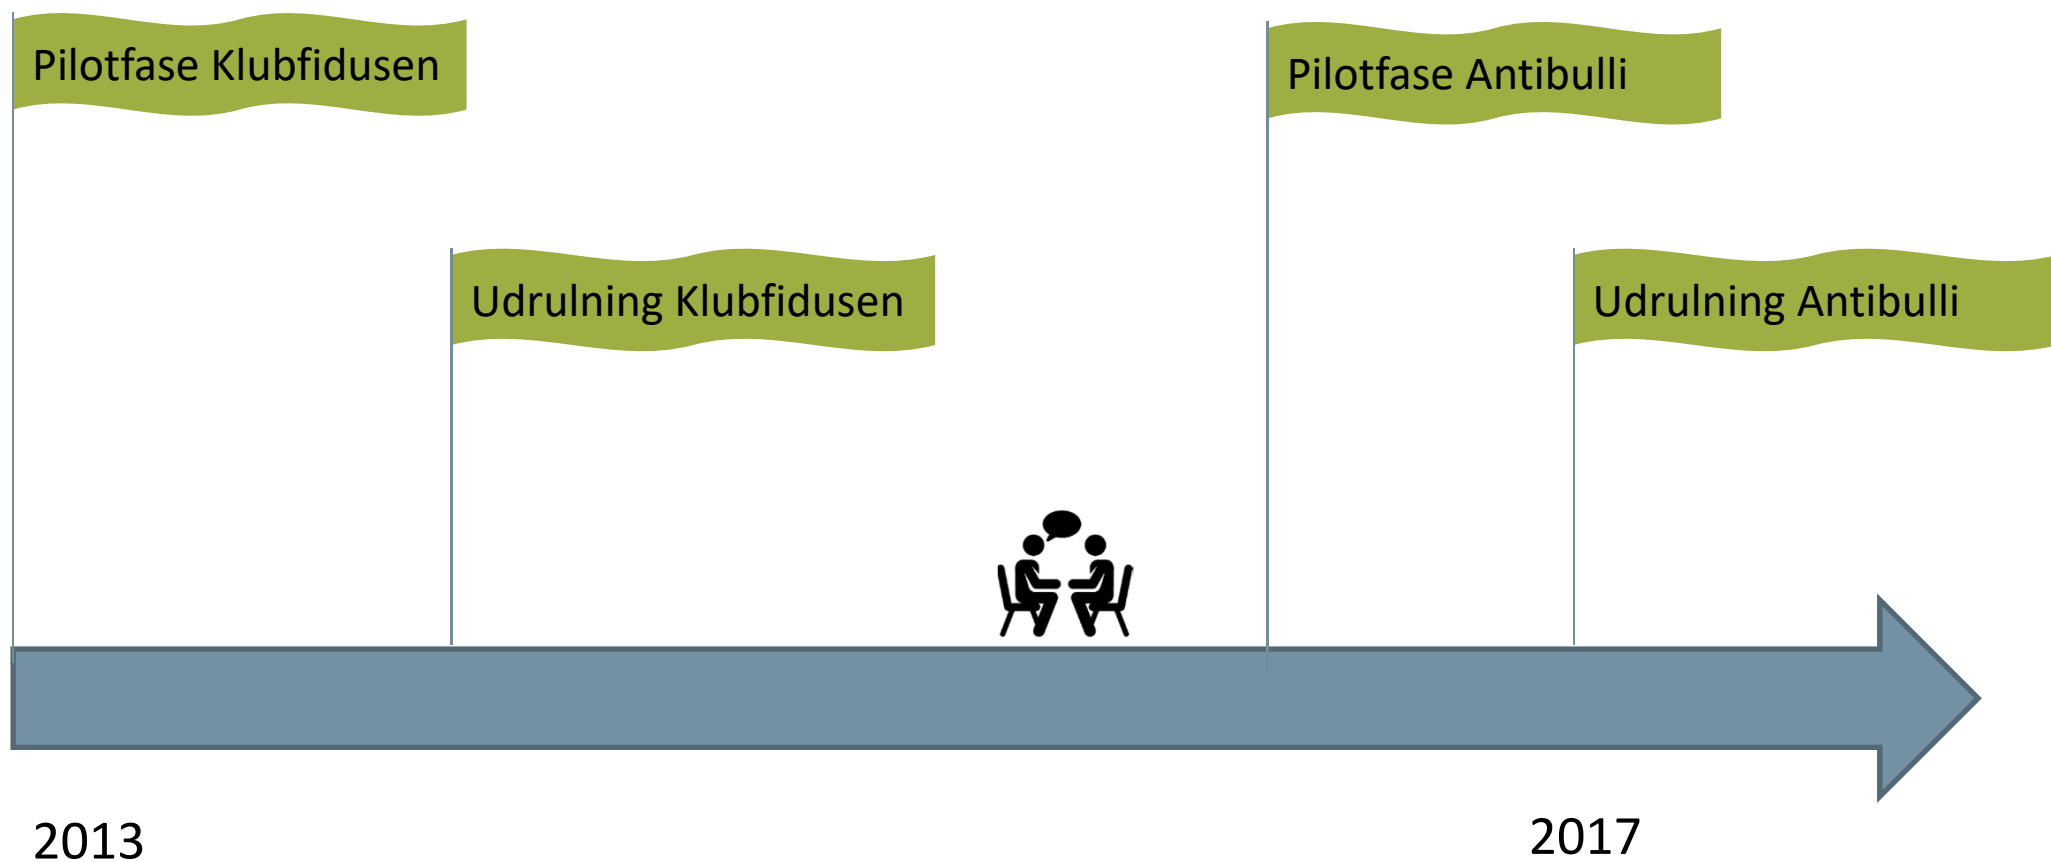 Pilotfase Klubfidusen
Pilotfase Antibulli
Udrulning Klubfidusen
Udrulning Antibulli
2013
2017